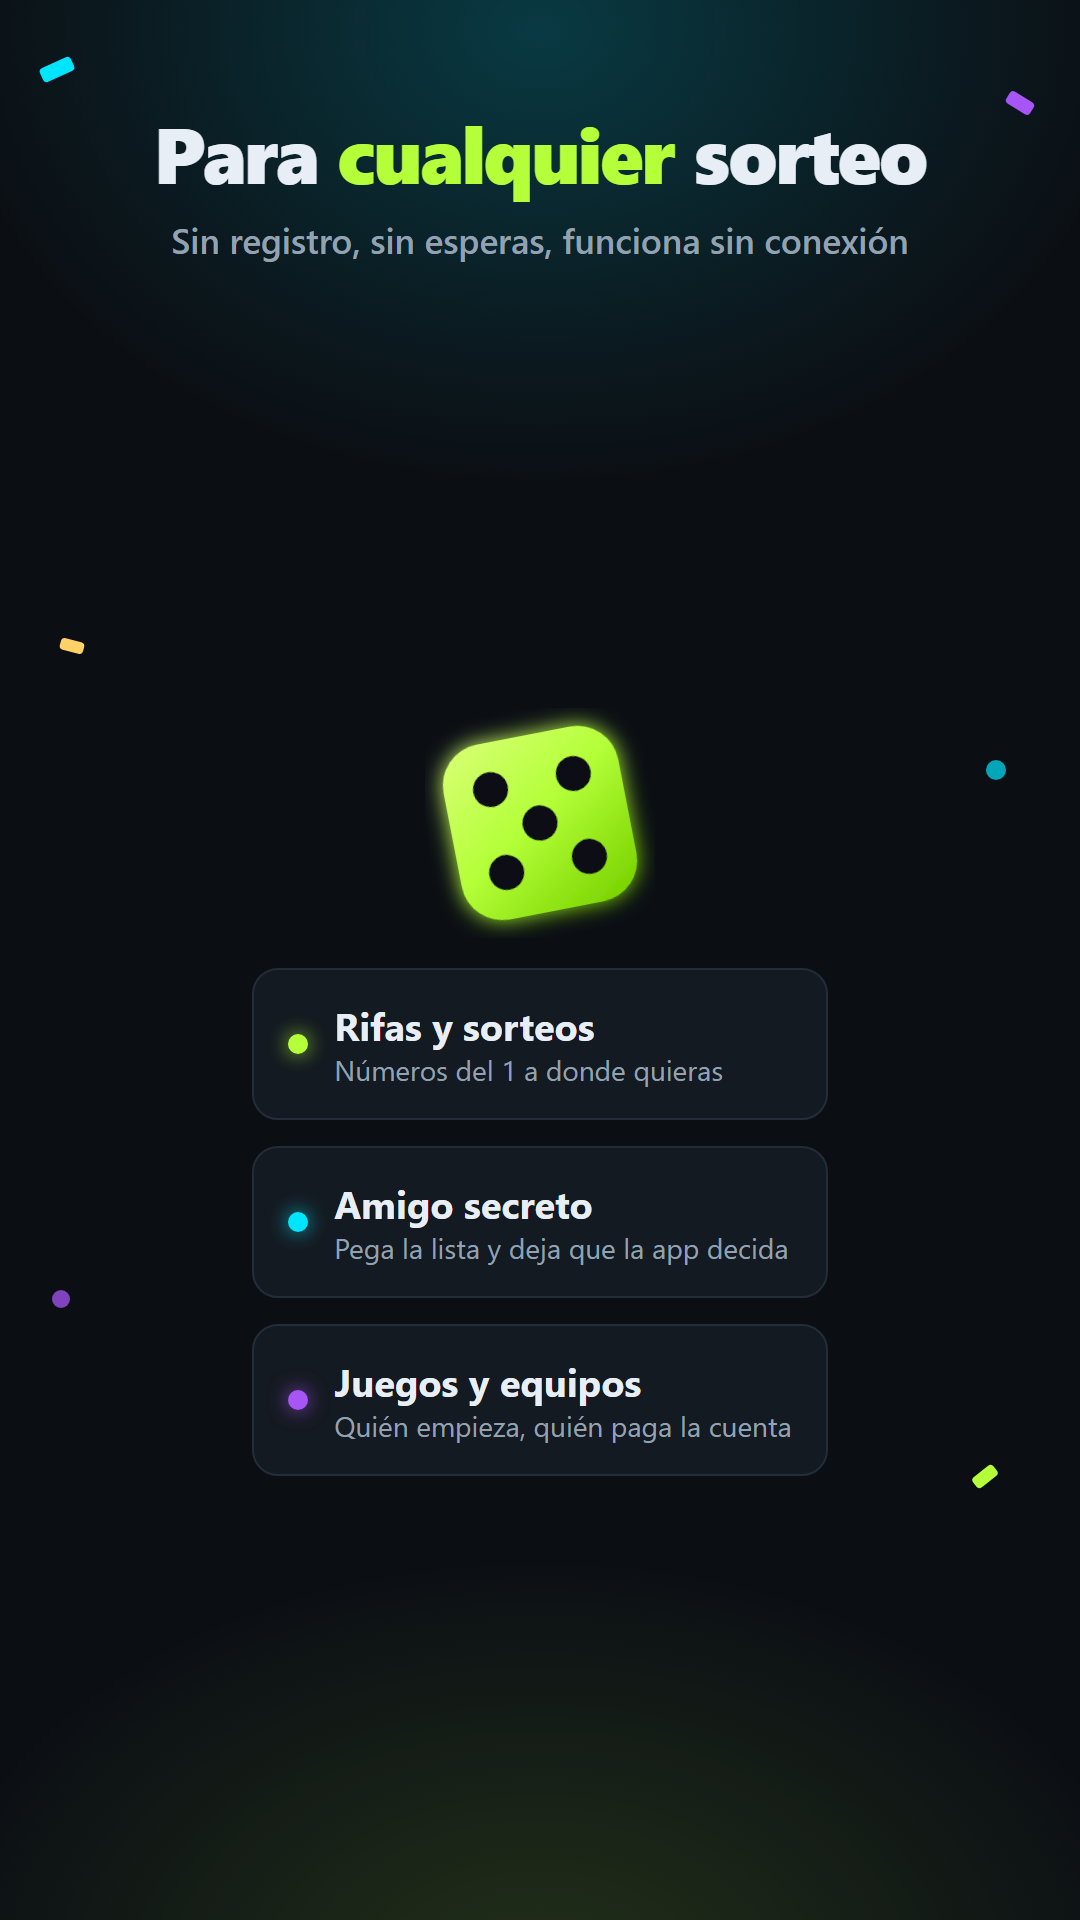 Para cualquier sorteo
Sin registro, sin esperas, funciona sin conexión
Rifas y sorteos
Números del 1 a donde quieras
Amigo secreto
Pega la lista y deja que la app decida
Juegos y equipos
Quién empieza, quién paga la cuenta